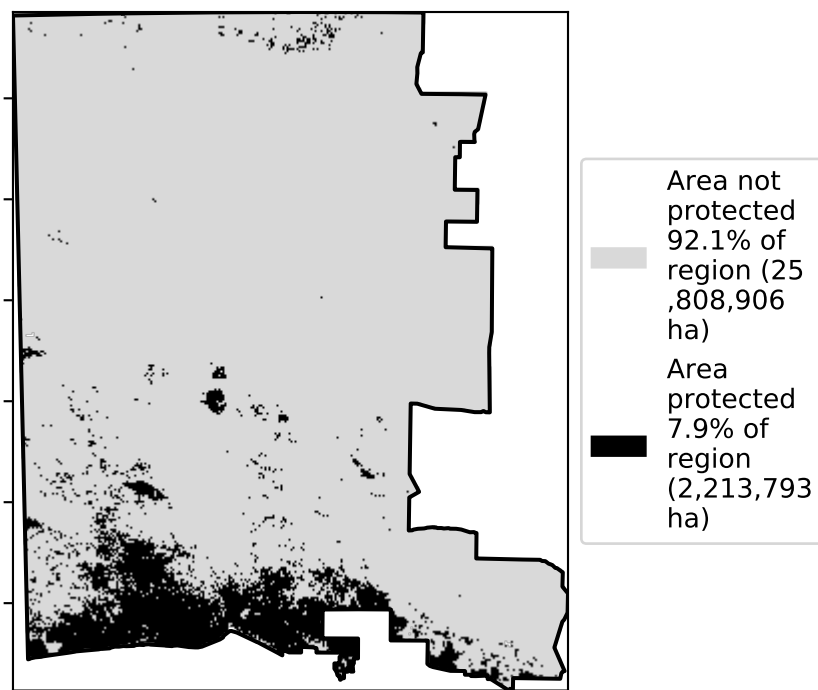 Area not
protected
92.1% of
region (25
,808,906
ha)
Area
protected
7.9% of
region
(2,213,793
ha)